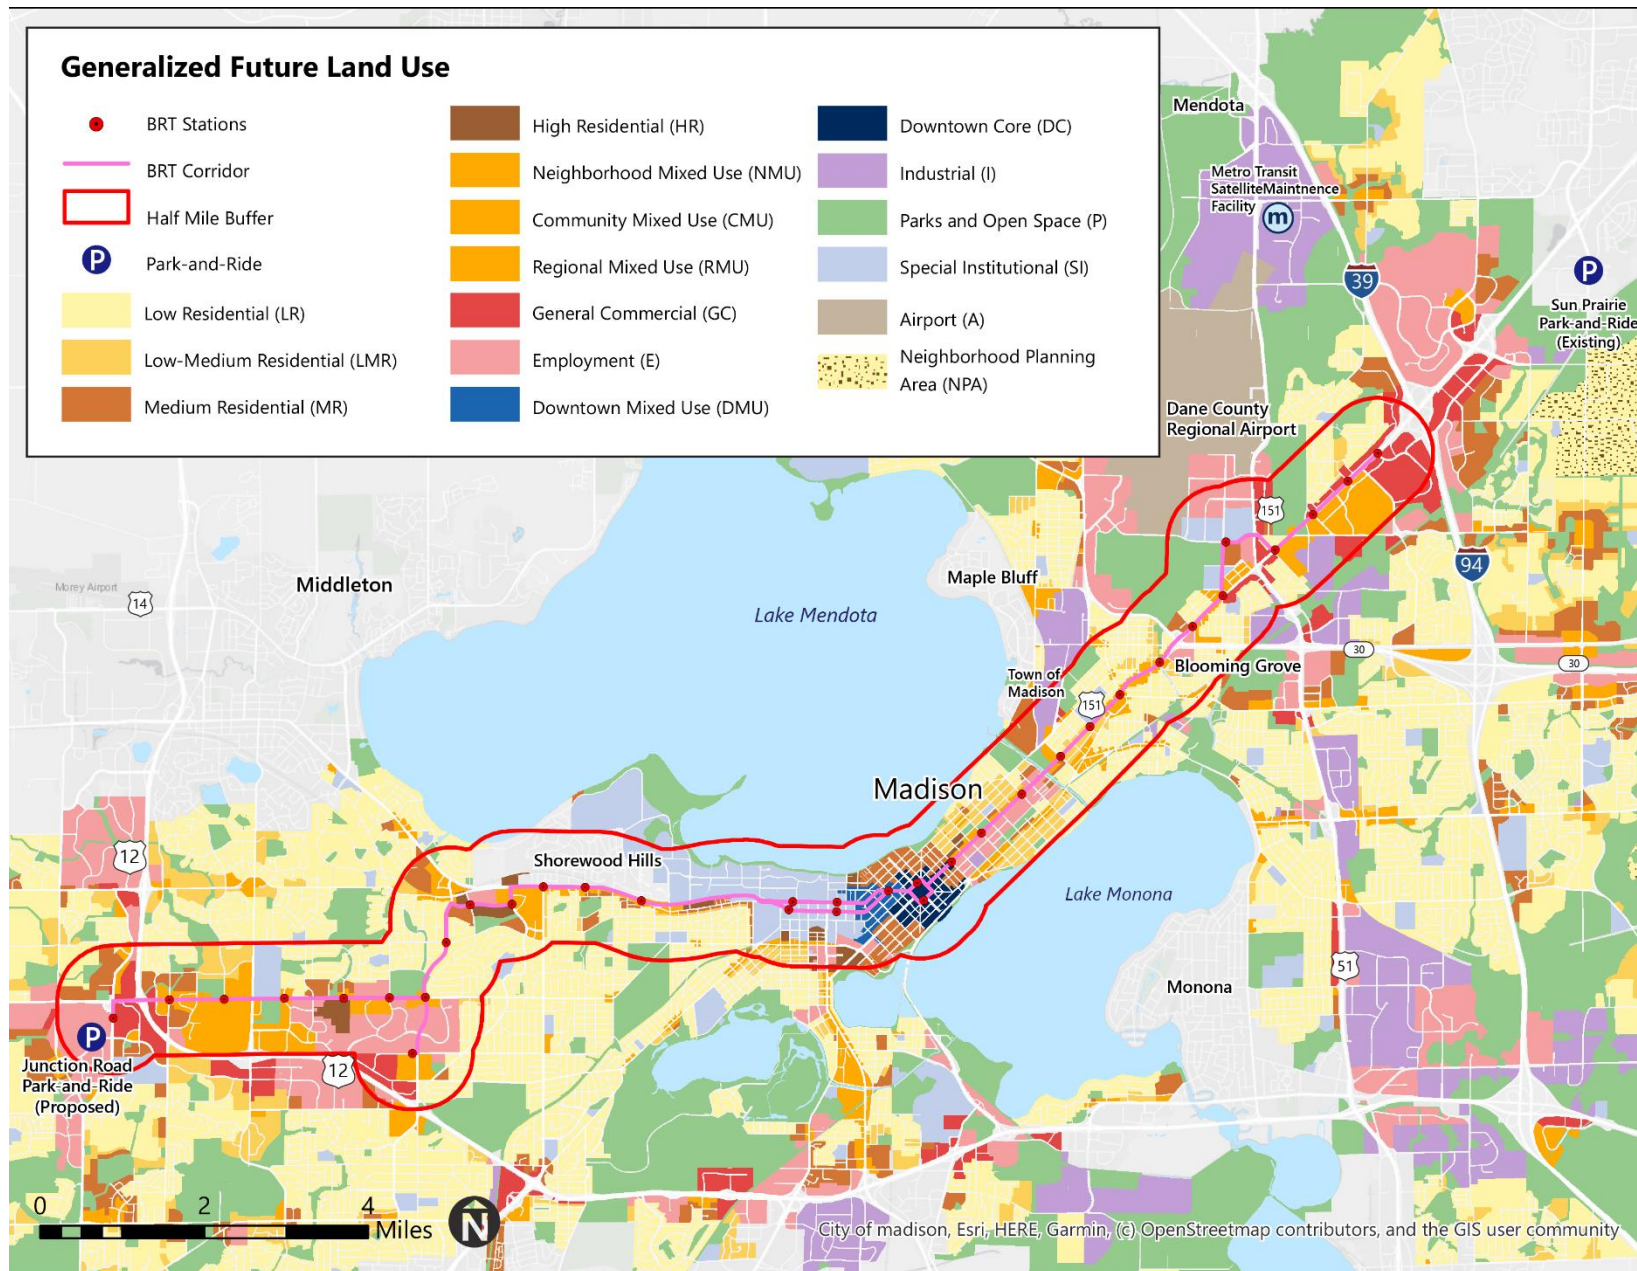 Generalized Future Land Use
BRT Stations
BRT Corridor
Half Mile Buffer
P
Park-and-Ride
Low Residential (LR)
Low-Medium Residential (LMR)
Medium Residential (MR)
High Residential (HR)
Neighborhood Mixed Use (NMU)
Community Mixed Use (CMU)
Regional Mixed Use (RMU)
General Commercial (GC)
Employment (E)
Downtown Mixed Use (DMU)
Downtown Core (DC)
Industrial (I)
Parks and Open Space (P)
Special Institutional (SI)
Airport (A)
Neighborhood Planning
Area (NPA)
Mendota
Metro Transit
SatelliteMaintnence
Facility
m
39
P
Sun Prairie
Park-and-Ride
(Existing)
Dane County
Regional Airport
151
94
Morey Airport
14
Middleton
Maple Bluff
Lake Mendota
30
30
Blooming Grove
Town of
Madison
151
Madison
12
Shorewood Hills
Lake Monona
51
Monona
P
Junction Road
Park-and-Ride
(Proposed)
12
0
2
4
Miles
N
City of madison, Esri, HERE, Garmin, (c) OpenStreetmap contributors, and the GIS user community